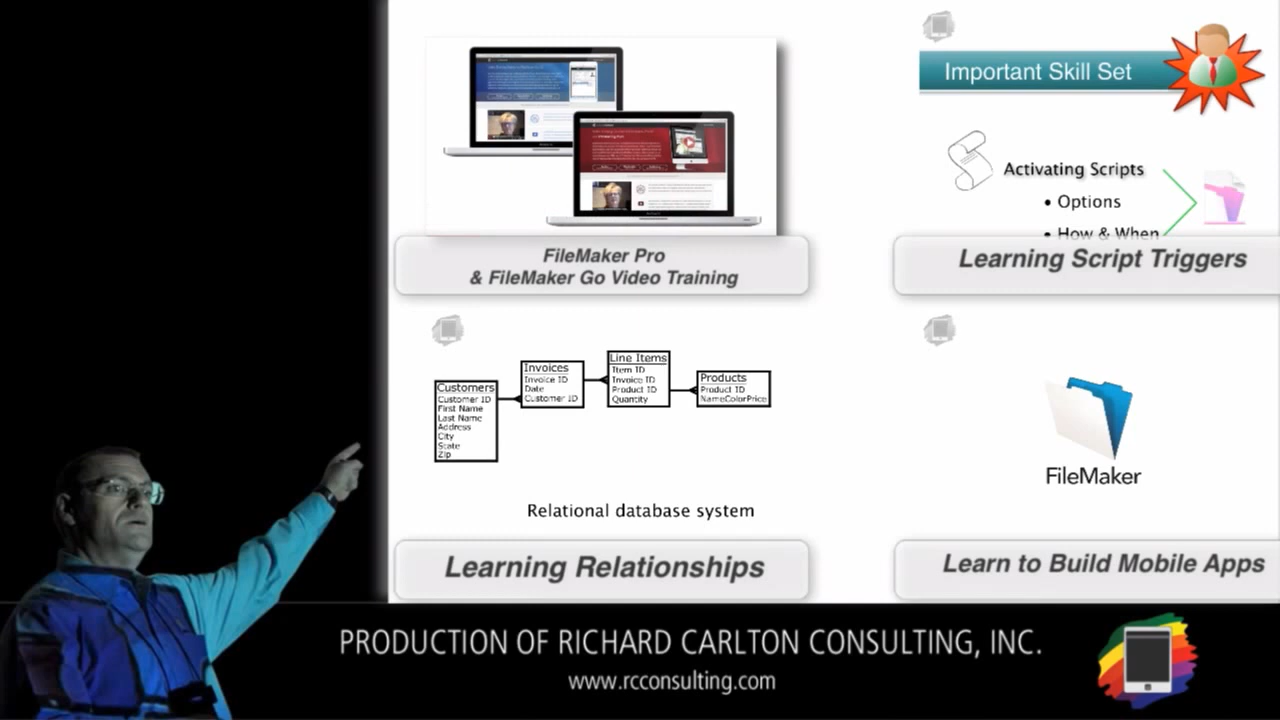 FileMaker Pro
& FileMaker Go Video Training
Important Skill Set
Activating Scripts
• Options
• How & When
Learning Script Triggers
Customers
Customer ID
First Name
Last Name
Address
City
State
Zip
Invoices
Invoice ID
Date
Customer ID
Line Items
Item ID
Invoice ID
Product ID
Quantity
Products
Product ID
NameColorPrice
Relational database system
Learning Relationships
FileMaker
Learn to Build Mobile Apps
PRODUCTION OF RICHARD CARLTON CONSULTING, INC.
www.rcconsulting.com